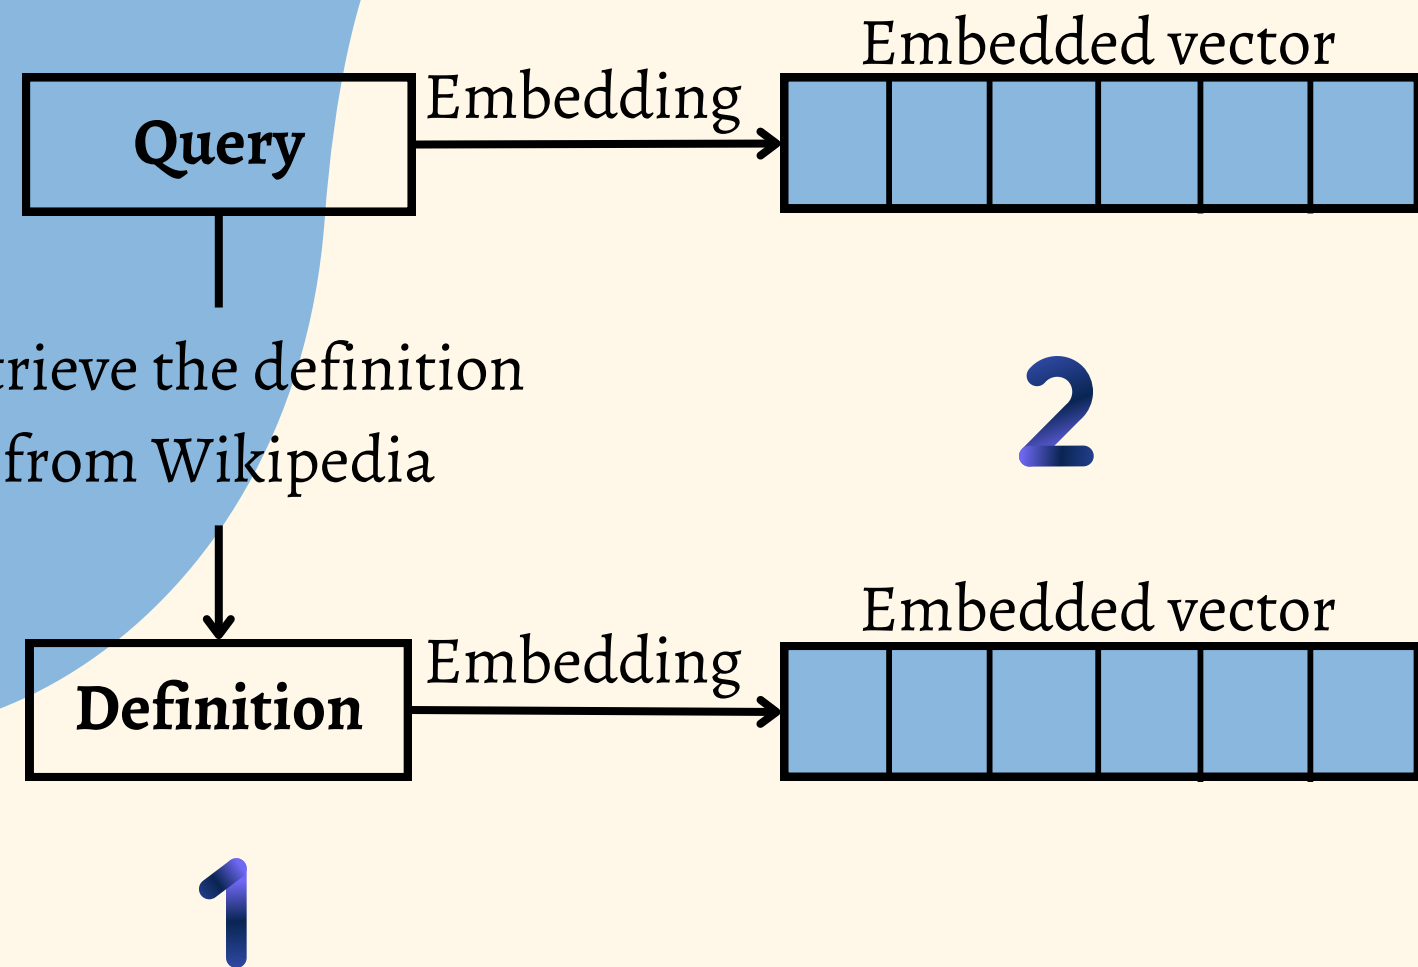 Embedded vector
Query
Embedding
trieve the definition
from Wikipedia
2
Embedded vector
Definition
Embedding
1